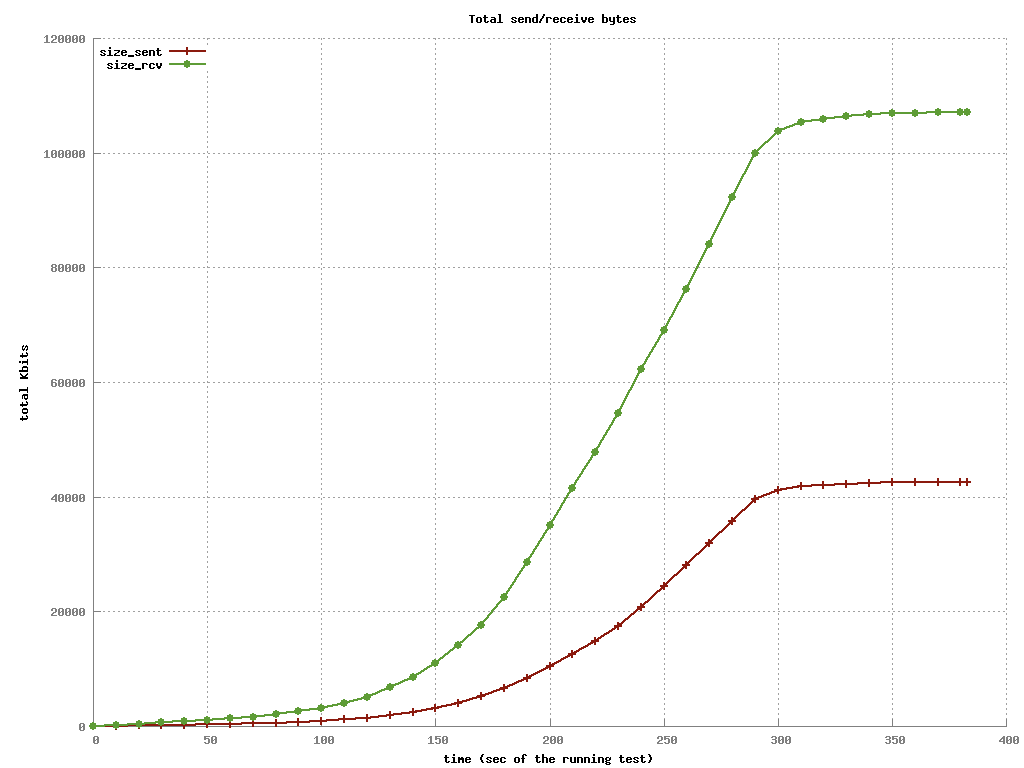 Total send/receive bytes
size_sent
size_rcv
120000
100000
80000
60000
40000
20000
0
total Kbits
0 50 100 150 200 250 300 350 400
time (sec of the running test)